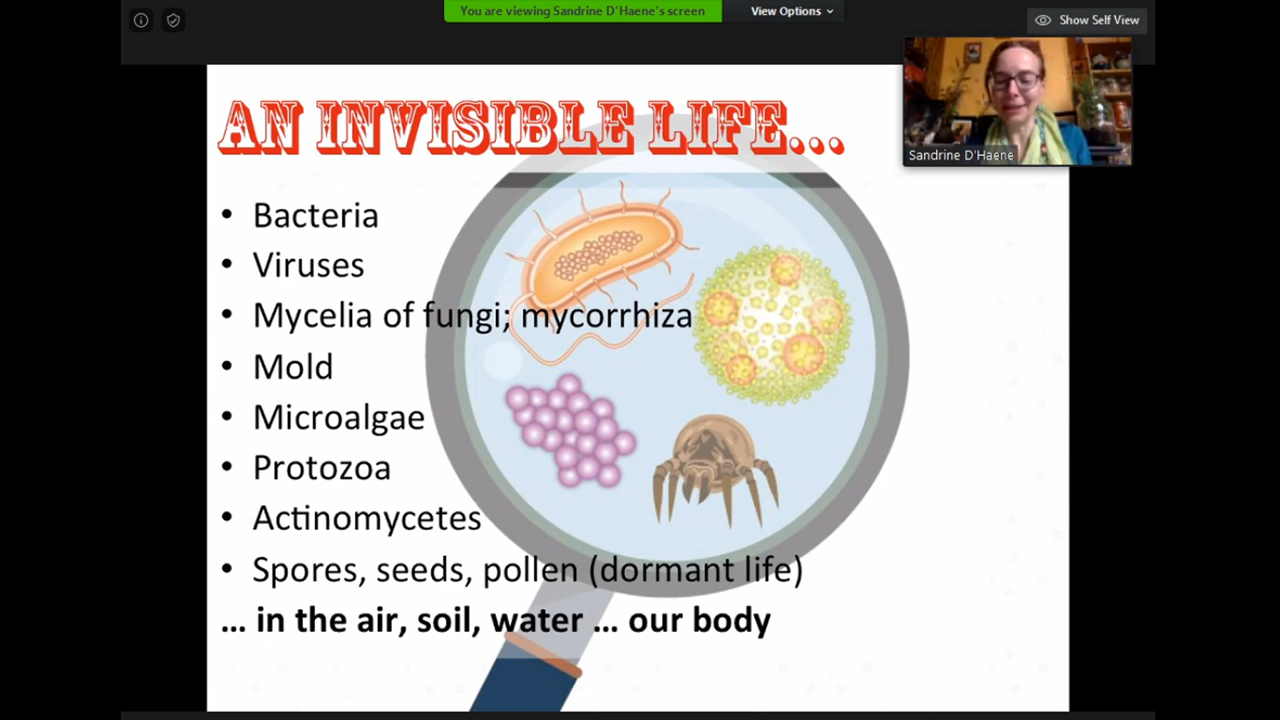 You are viewing Sandrine D'Haene's screen
View Options
Show Self View
Sandrine D'Haene
AN INVISIBLE LIFE...
• Bacteria
• Viruses
• Mycelia of fungi; mycorrhiza
• Mold
• Microalgae
• Protozoa
• Actinomycetes
• Spores, seeds, pollen (dormant life)
... in the air, soil, water ... our body